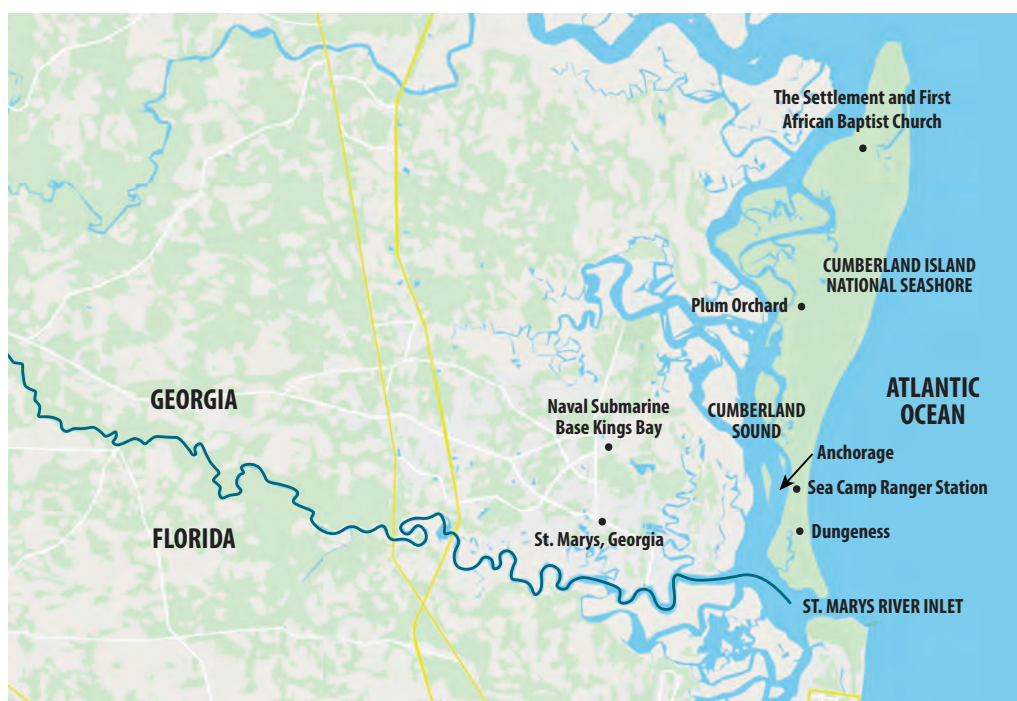 The Settlement and First
African Baptist Church
CUMBERLAND ISLAND
NATIONAL SEASHORE
Plum Orchard
GEORGIA
ATLANTIC
OCEAN
Naval Submarine
Base Kings Bay
CUMBERLAND
SOUND
Anchorage
Sea Camp Ranger Station
FLORIDA
St. Marys, Georgia
Dungeness
ST. MARYS RIVER INLET